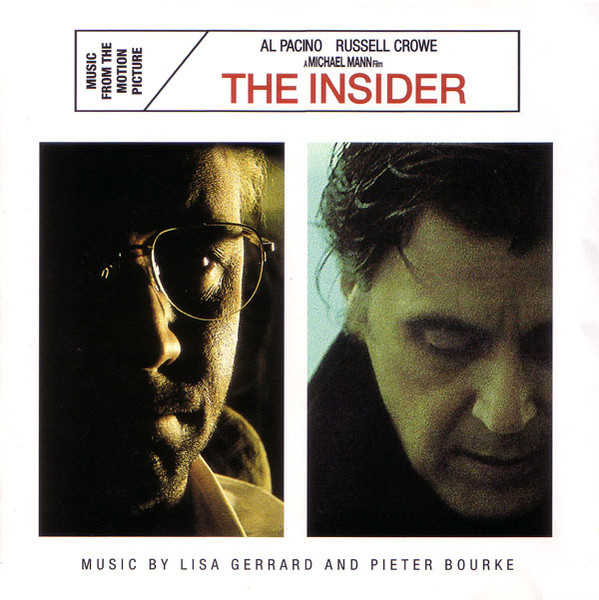 MUSIC
FROM THE
MOTION
PICTURE
AL PACINO RUSSELL CROWE
A MICHAEL MANN Film
THE INSIDER
MUSIC BY LISA GERRARD AND PIETER BOURKE